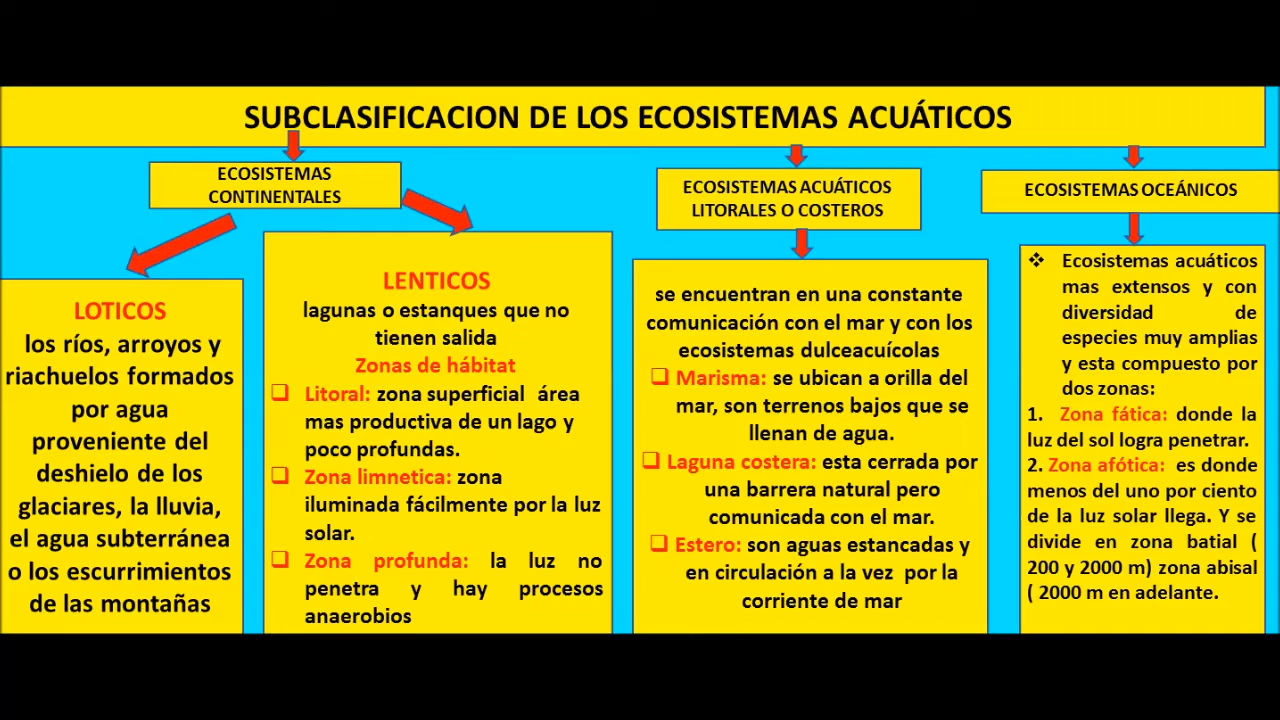 SUBCLASIFICACION DE LOS ECOSISTEMAS ACUÁTICOS
ECOSISTEMAS
CONTINENTALES
LOTICOS
los ríos, arroyos y
riachuelos formados
por agua
proveniente del
deshielo de los
glaciares, la lluvia,
el agua subterránea
o los escurrimientos
de las montañas
LENTICOS
lagunas o estanques que no
tienen salida
Zonas de hábitat
❑ Litoral: zona superficial área
mas productiva de un lago y
poco profundas.
❑ Zona limnetica: zona
iluminada fácilmente por la luz
solar.
❑ Zona profunda: la luz no
penetra y hay procesos
anaerobios
ECOSISTEMAS ACUÁTICOS
LITORALES O COSTEROS
se encuentran en una constante
comunicación con el mar y con los
ecosistemas dulceacuícolas
❑ Marisma: se ubican a orilla del
mar, son terrenos bajos que se
llenan de agua.
❑ Laguna costera: esta cerrada por
una barrera natural pero
comunicada con el mar.
❑ Estero: son aguas estancadas y
en circulación a la vez por la
corriente de mar
ECOSISTEMAS OCEÁNICOS
❖ Ecosistemas acuáticos
mas extensos y con
diversidad de
especies muy amplias
y esta compuesto por
dos zonas:
1. Zona fática: donde la
luz del sol logra penetrar.
2. Zona afótica: es donde
menos del uno por ciento
de la luz solar llega. Y se
divide en zona batial (
200 y 2000 m) zona abisal
( 2000 m en adelante.